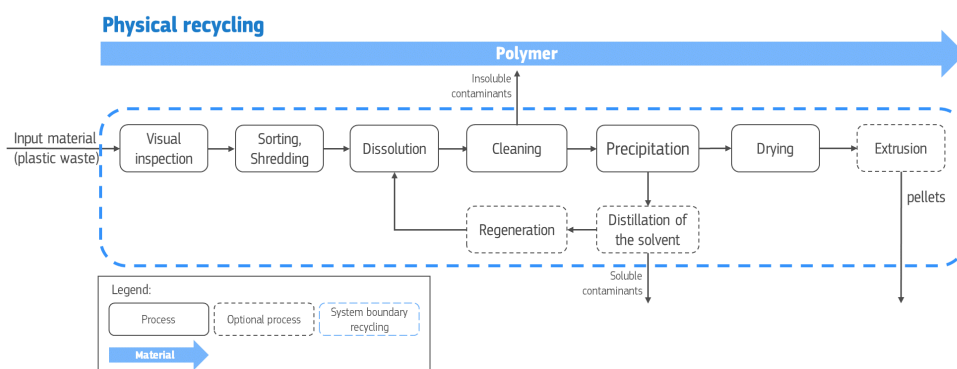 Physical recycling
Polymer
Insoluble
contaminants
Input material
(plastic waste)
Visual
inspection
Sorting,
Shredding
Dissolution
Cleaning
Precipitation
Drying
Extrusion
pellets
Regeneration
Distillation of
the solvent
Soluble
contaminants
Legend:
Process
Optional process
System boundary
recycling
Material